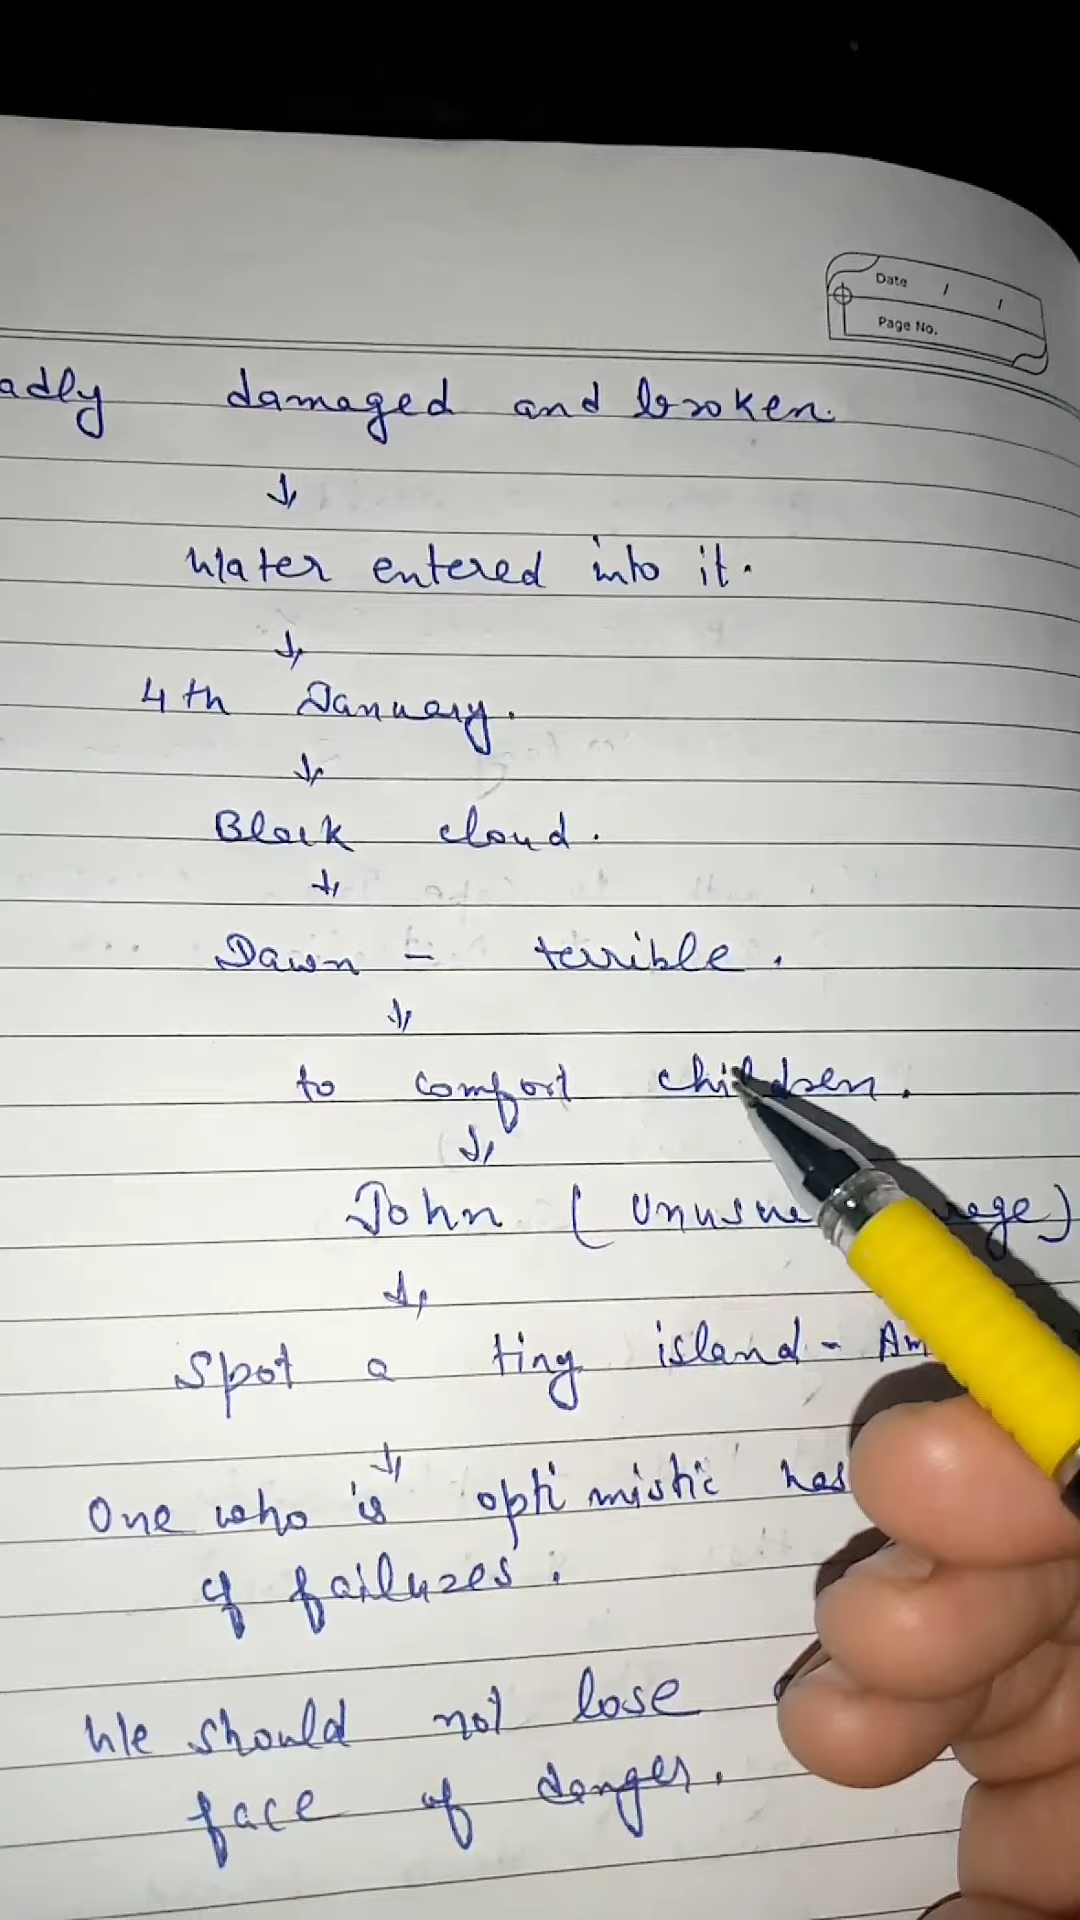 Date / /
Page No.
adly damaged and broken.
↓
Water entered into it.
↓
4th January.
↓
Black cloud.
↓
Dawn = terrible.
↓
to comfort children.
↓
John (
↓
Spot a tiny island -
↓
One who is optimistic has
of failures.
We should not lose
face of danger.